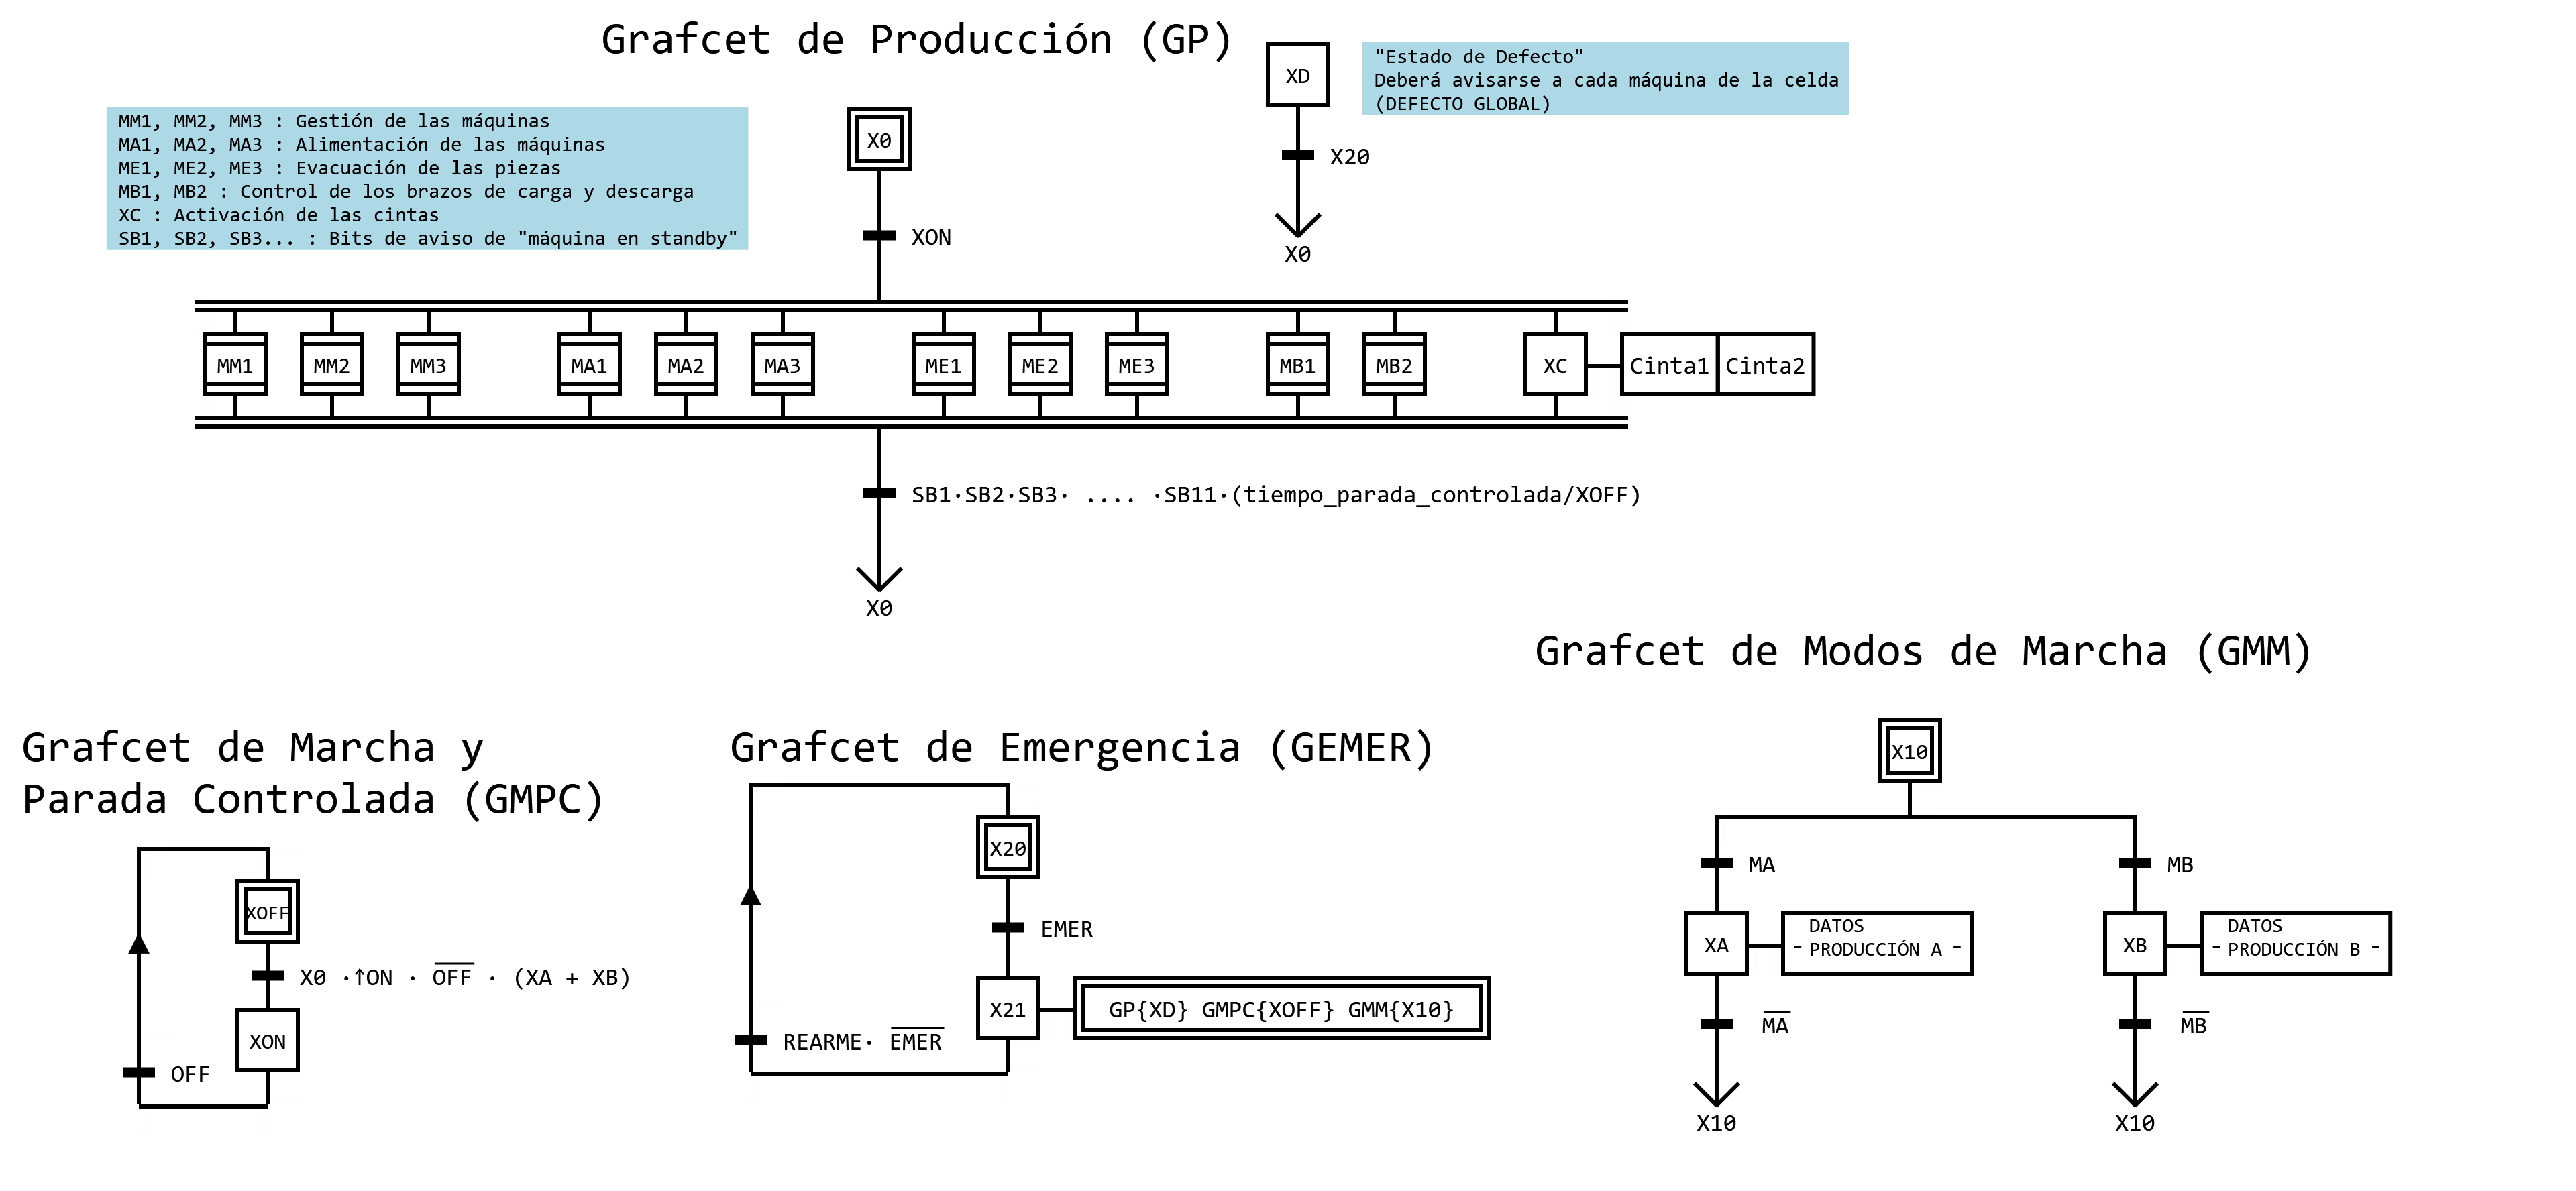 Grafcet de Producción (GP)
XD
"Estado de Defecto"
Deberá avisarse a cada máquina de la celda
(DEFECTO GLOBAL)
X20
X0
MM1, MM2, MM3 : Gestión de las máquinas
MA1, MA2, MA3 : Alimentación de las máquinas
ME1, ME2, ME3 : Evacuación de las piezas
MB1, MB2 : Control de los brazos de carga y descarga
XC : Activación de las cintas
SB1, SB2, SB3... : Bits de aviso de "máquina en standby"
X0
XON
MM1 MM2 MM3 MA1 MA2 MA3 ME1 ME2 ME3 MB1 MB2 XC Cinta1 Cinta2
SB1·SB2·SB3· .... ·SB11·(tiempo_parada_controlada/XOFF)
X0
Grafcet de Marcha y
Parada Controlada (GMPC)
XOFF
X0 ·↑ON · O̅F̅F̅ · (XA + XB)
XON
OFF
Grafcet de Emergencia (GEMER)
X20
EMER
X21
GP{XD} GMPC{XOFF} GMM{X10}
REARME· E̅M̅E̅R̅
Grafcet de Modos de Marcha (GMM)
X10
MA
MB
XA
DATOS
- PRODUCCIÓN A -
XB
DATOS
- PRODUCCIÓN B -
M̅A̅
M̅B̅
X10
X10